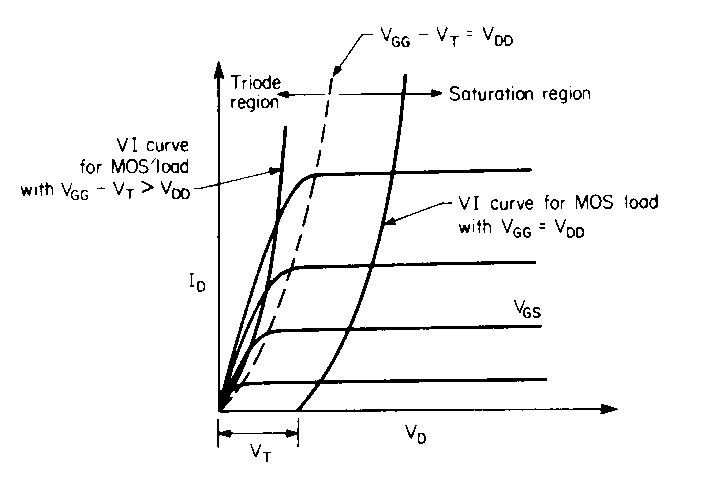 V_GG – V_T = V_DD
Triode
region
Saturation region
VI curve
for MOS load
with V_GG – V_T > V_DD
VI curve for MOS load
with V_GG = V_DD
I_D
V_GS
V_D
V_T